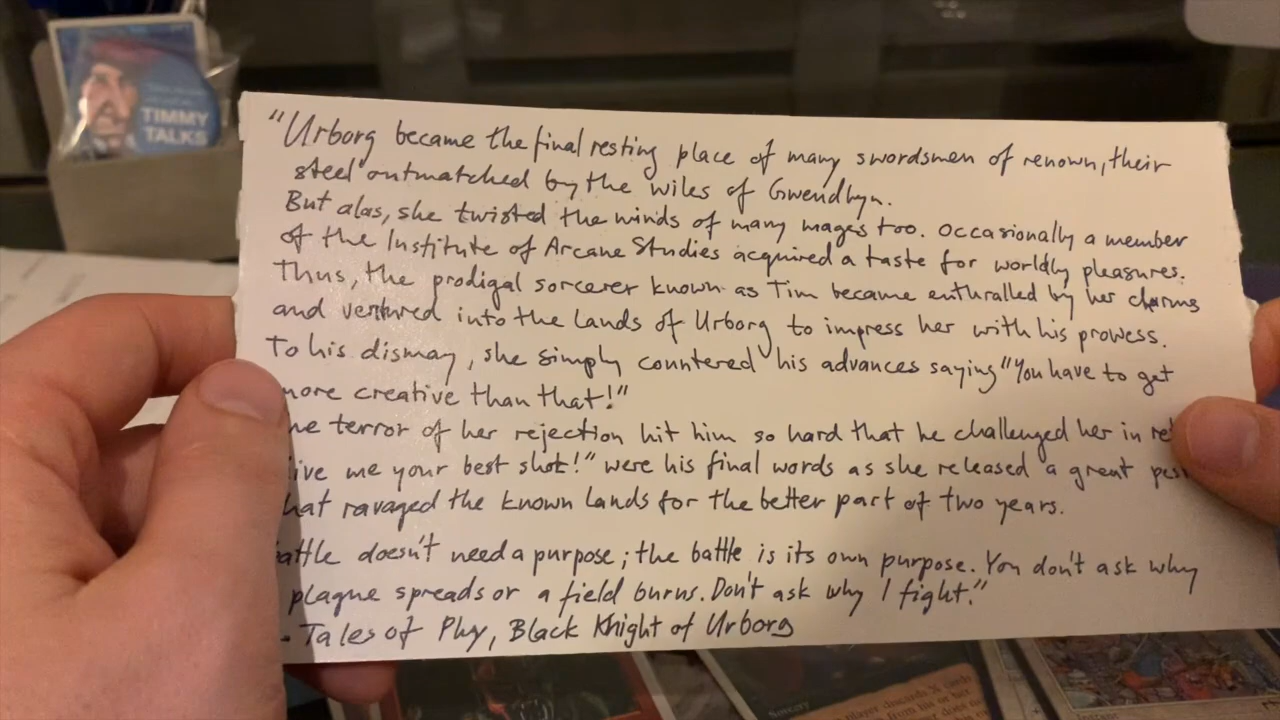 TIMMY
TALKS
"Urborg became the final resting place of many swordsmen of renown, their
steel outmatched by the wiles of Gwendlyn.
But alas, she twisted the minds of many mages too. Occasionally a member
of the Institute of Arcane Studies acquired a taste for worldly pleasures.
Thus, the prodigal sorcerer known as Tim became enthralled by her charms
and ventured into the lands of Urborg to impress her with his prowess.
To his dismay, she simply countered his advances saying "You have to get
more creative than that!"
he terror of her rejection hit him so hard that he challenged her in
ive me your best shot!" were his final words as she released a great
hat ravaged the known lands for the better part of two years.
attle doesn't need a purpose; the battle is its own purpose. You don't ask why
plague spreads or a field burns. Don't ask why I fight."
- Tales of Phy, Black Knight of Urborg
Sorcery